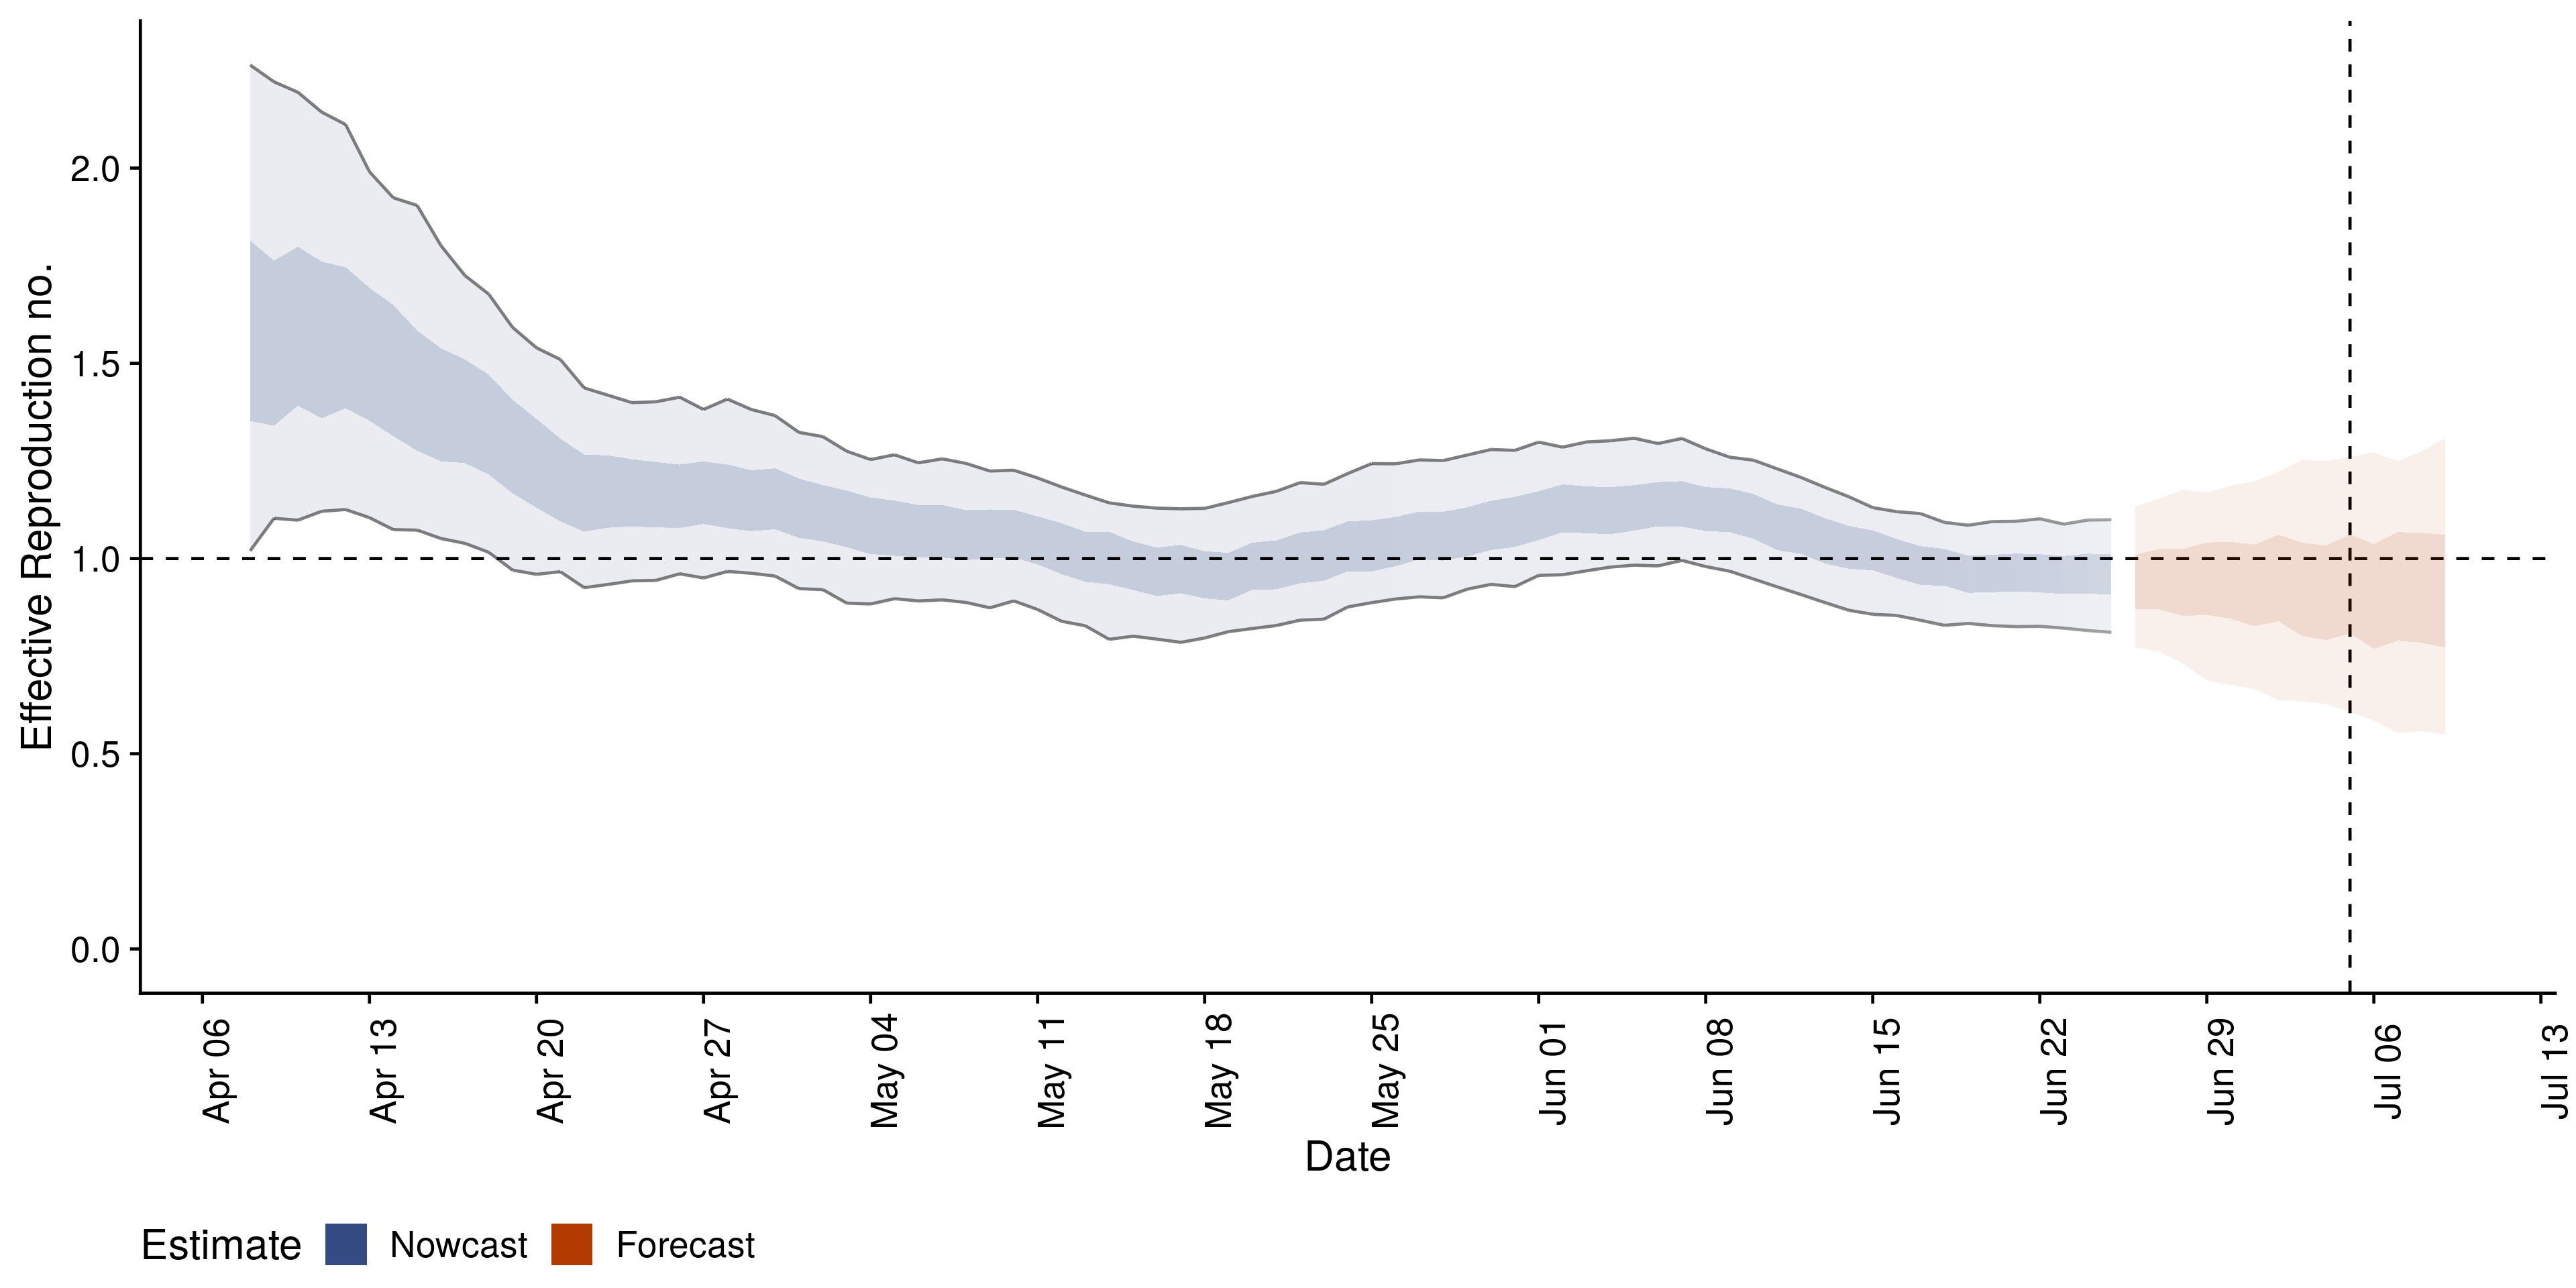 Effective Reproduction no.
2.0
1.5
1.0
0.5
0.0
Apr 06
Apr 13
Apr 20
Apr 27
May 04
May 11
May 18
May 25
Jun 01
Jun 08
Jun 15
Jun 22
Jun 29
Jul 06
Jul 13
Date
Estimate Nowcast Forecast